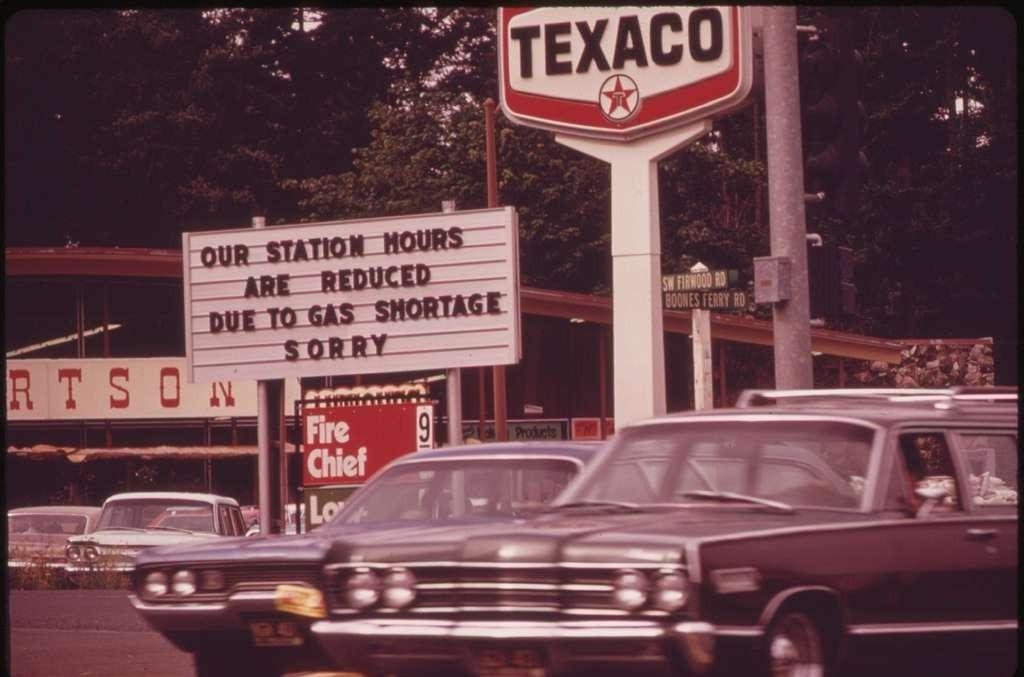 TEXACO
T
OUR STATION HOURS
ARE REDUCED
DUE TO GAS SHORTAGE
SORRY
SW FIRWOOD RD
BOONES FERRY RD
RTSON
Fire
Chief
9
Products